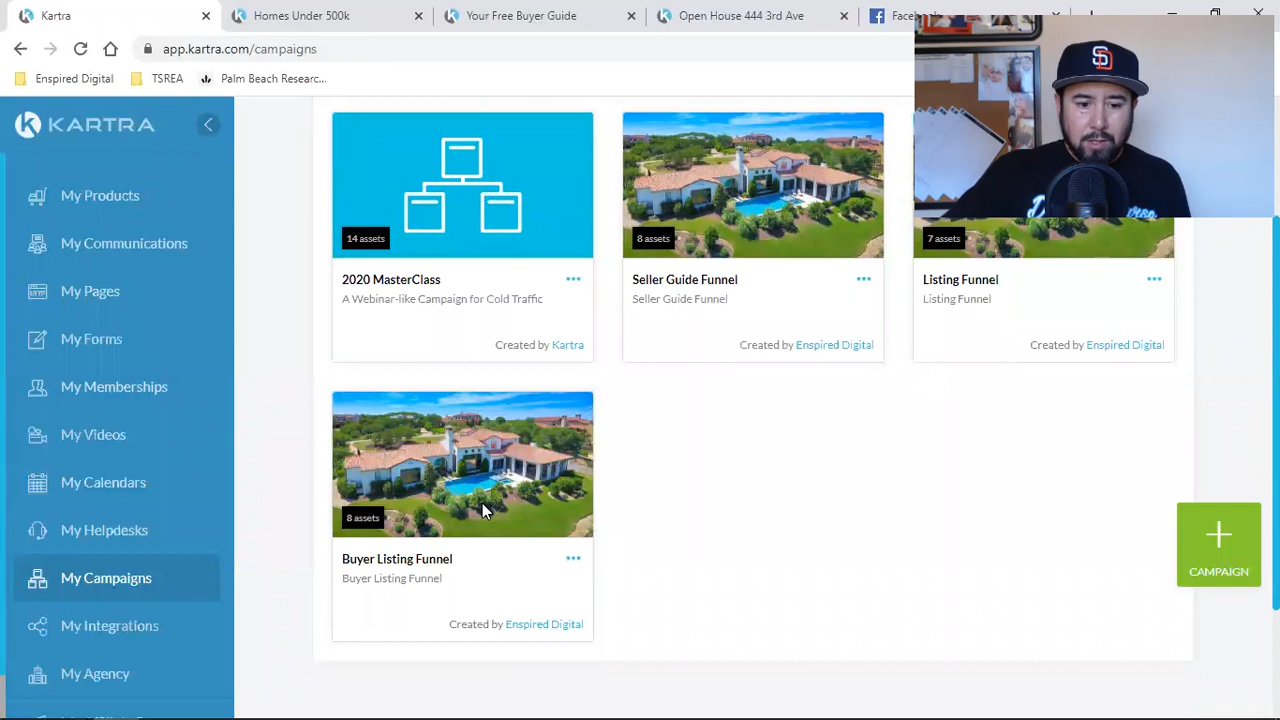 Kartra
Homes Under 500k
Your Free Buyer Guide
Open House 444 3rd Ave
app.kartra.com/campaigns
Enspired Digital
TSREA
Palm Beach Researc...
KARTRA
My Products
My Communications
My Pages
My Forms
My Memberships
My Videos
My Calendars
My Helpdesks
My Campaigns
My Integrations
My Agency
14 assets
2020 MasterClass
A Webinar-like Campaign for Cold Traffic
Created by Kartra
8 assets
Seller Guide Funnel
Seller Guide Funnel
Created by Enspired Digital
7 assets
Listing Funnel
Listing Funnel
Created by Enspired Digital
8 assets
Buyer Listing Funnel
Buyer Listing Funnel
Created by Enspired Digital
CAMPAIGN
SD